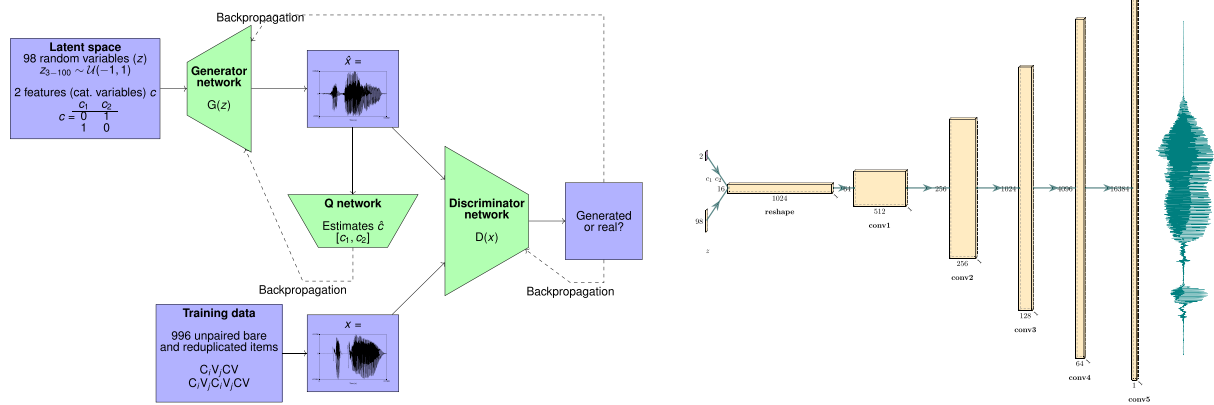 Backpropagation
Latent space
98 random variables (z)
z₃₋₁₀₀ ∼ 𝒰(−1, 1)
2 features (cat. variables) c
c₁ c₂
c = 0 1
1 0
Generator
network
G(z)
x̂ =
Q network
Estimates ĉ
[c₁, c₂]
Discriminator
network
D(x)
Generated
or real?
Backpropagation
Backpropagation
Training data
996 unpaired bare
and reduplicated items
CᵢVⱼCV
CᵢVⱼCᵢVⱼCV
x =
2
c₁ c₂
98
z
16
1024
reshape
64
512
conv1
256
256
conv2
1024
128
conv3
4096
64
conv4
16384
1
conv5